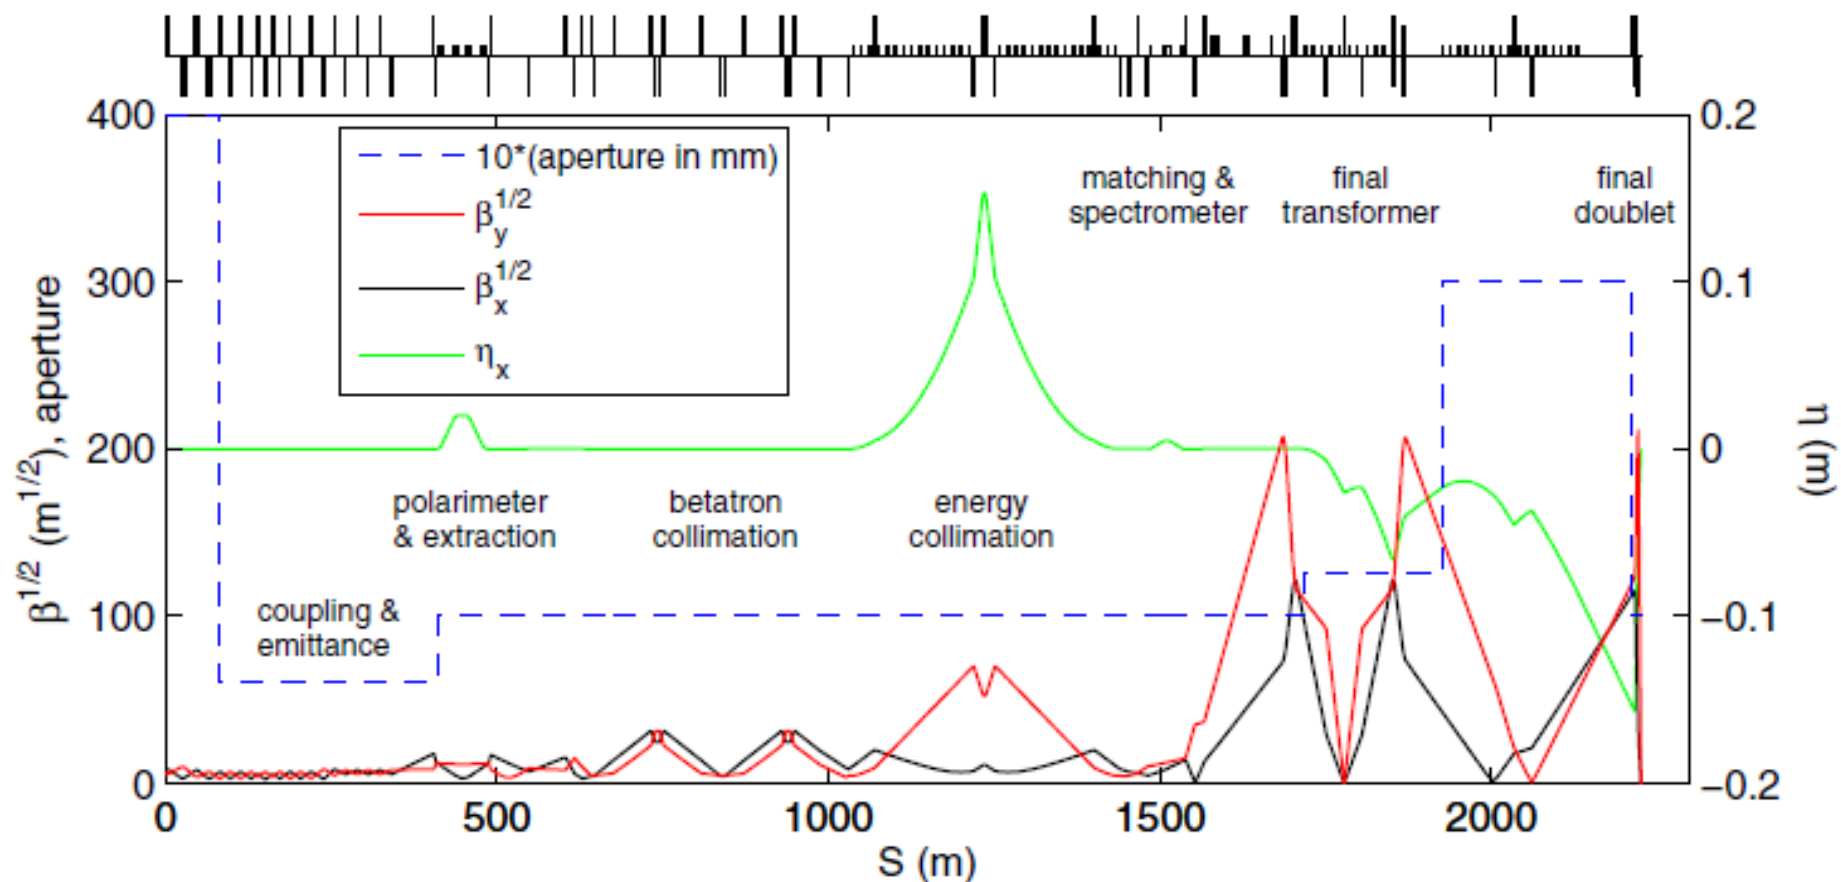 400
300
200
100
0
β^{1/2} (m^{1/2}), aperture
10*(aperture in mm)
β_y^{1/2}
β_x^{1/2}
η_x
matching &
spectrometer
final
transformer
final
doublet
polarimeter
& extraction
betatron
collimation
energy
collimation
coupling &
emittance
0.2
0.1
0
−0.1
−0.2
η (m)
0 500 1000 1500 2000
S (m)